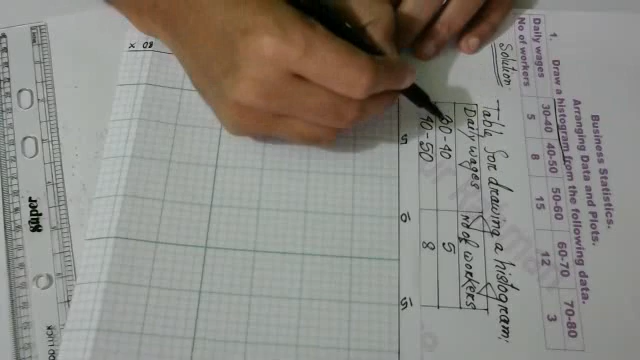 Business Statistics.
Arranging Data and Plots.
1. Draw a histogram from the following data.
Daily wages 30-40 40-50 50-60 60-70 70-80
No of workers 5 8 15 12 3
Solution:
Table for drawing a histogram;
Daily wages No of workers
30-40 5
40-50 8
5 10 15
80 X
super